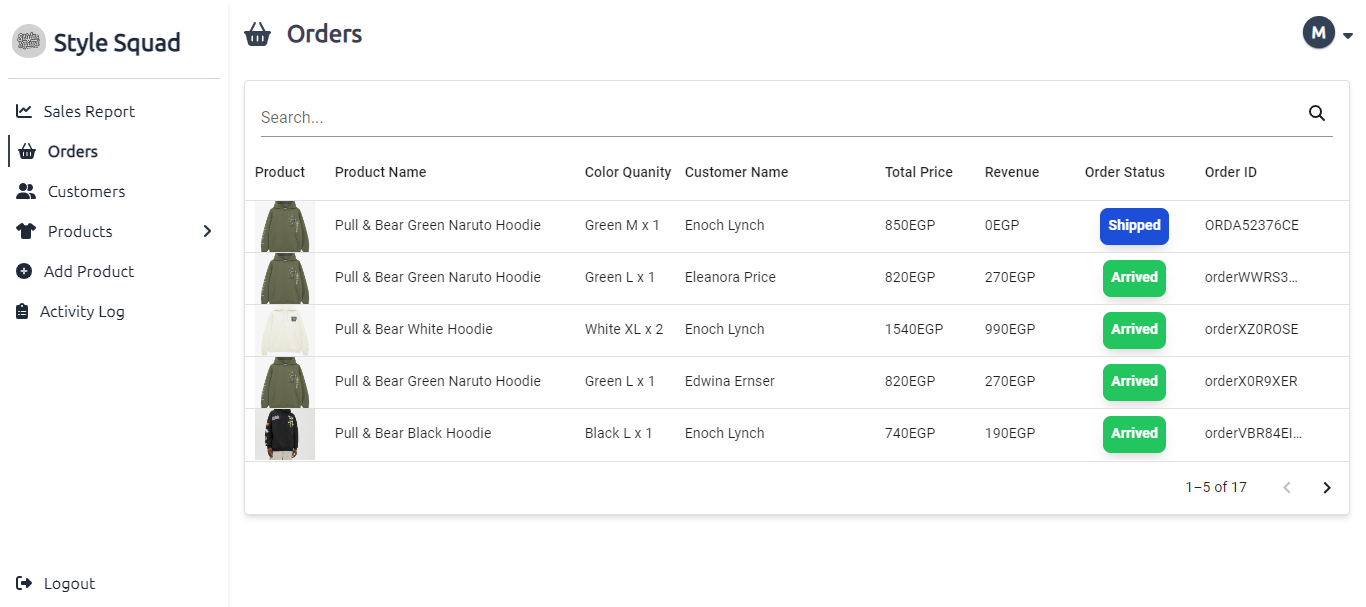 Style Squad
Sales Report
Orders
Customers
Products
Add Product
Activity Log
Logout
Orders
M
Search...
Product Product Name Color Quanity Customer Name Total Price Revenue Order Status Order ID
Pull & Bear Green Naruto Hoodie Green M x 1 Enoch Lynch 850EGP 0EGP Shipped ORDA52376CE
Pull & Bear Green Naruto Hoodie Green L x 1 Eleanora Price 820EGP 270EGP Arrived orderWWRS3...
Pull & Bear White Hoodie White XL x 2 Enoch Lynch 1540EGP 990EGP Arrived orderXZ0ROSE
Pull & Bear Green Naruto Hoodie Green L x 1 Edwina Ernser 820EGP 270EGP Arrived orderX0R9XER
Pull & Bear Black Hoodie Black L x 1 Enoch Lynch 740EGP 190EGP Arrived orderVBR84EI...
1–5 of 17